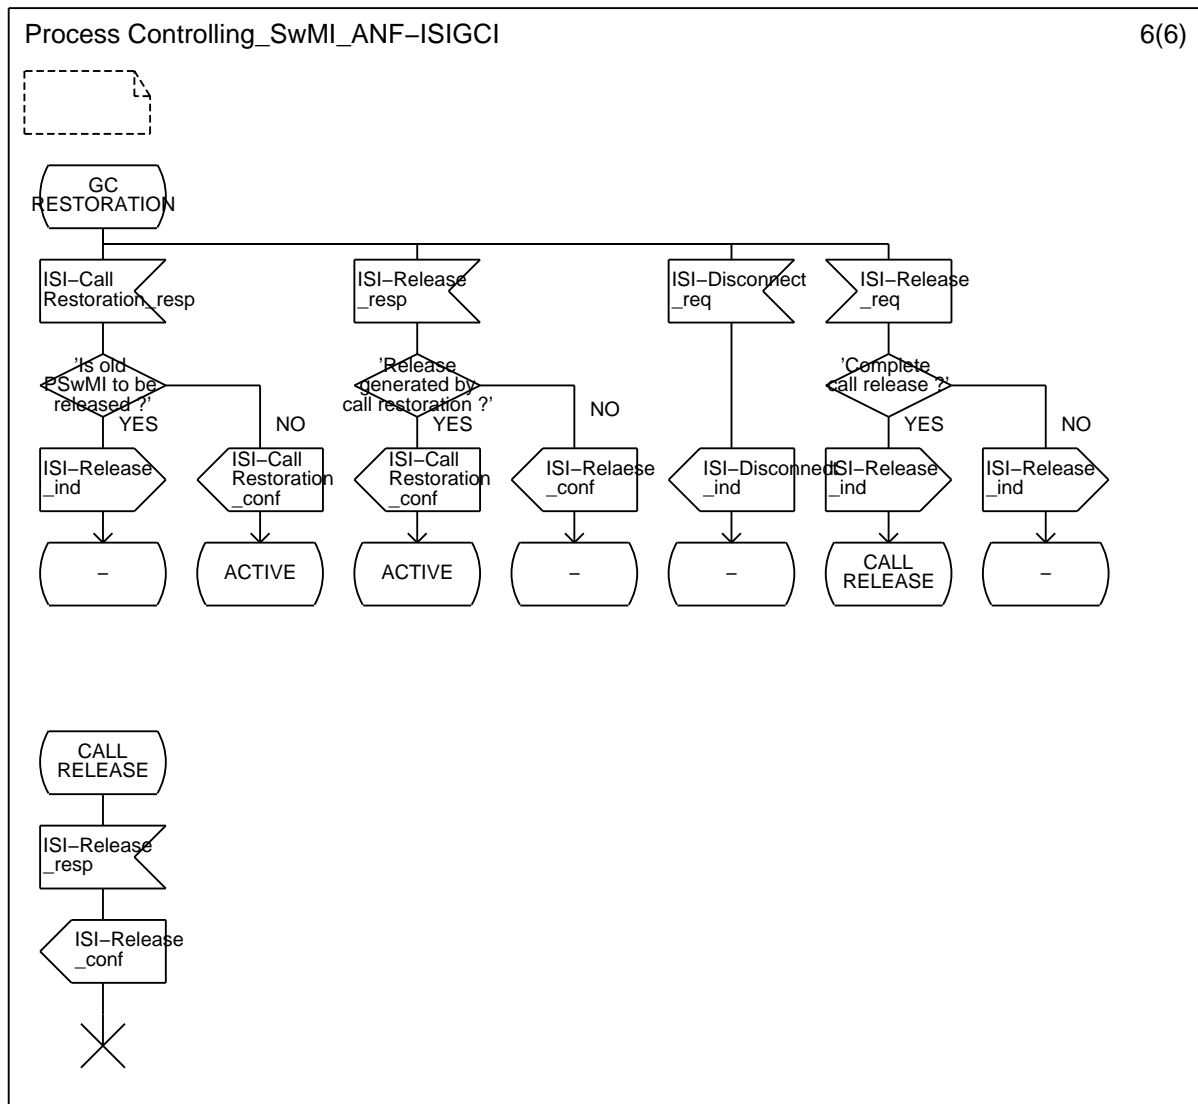 Process Controlling_SwMI_ANF−ISIGCI
6(6)
GC
RESTORATION
ISI−Call
Restoration_resp
ISI−Release
_resp
ISI−Disconnect
_req
ISI−Release
_req
'Is old
PSwMI to be
released ?'
'Release
generated by
call restoration ?'
'Complete
call release ?'
YES
NO
YES
NO
YES
NO
ISI−Release
_ind
ISI−Call
Restoration
_conf
ISI−Call
Restoration
_conf
ISI−Relaese
_conf
ISI−Disconnect
_ind
ISI−Release
_ind
ISI−Release
_ind
−
ACTIVE
ACTIVE
−
−
CALL
RELEASE
−
CALL
RELEASE
ISI−Release
_resp
ISI−Release
_conf